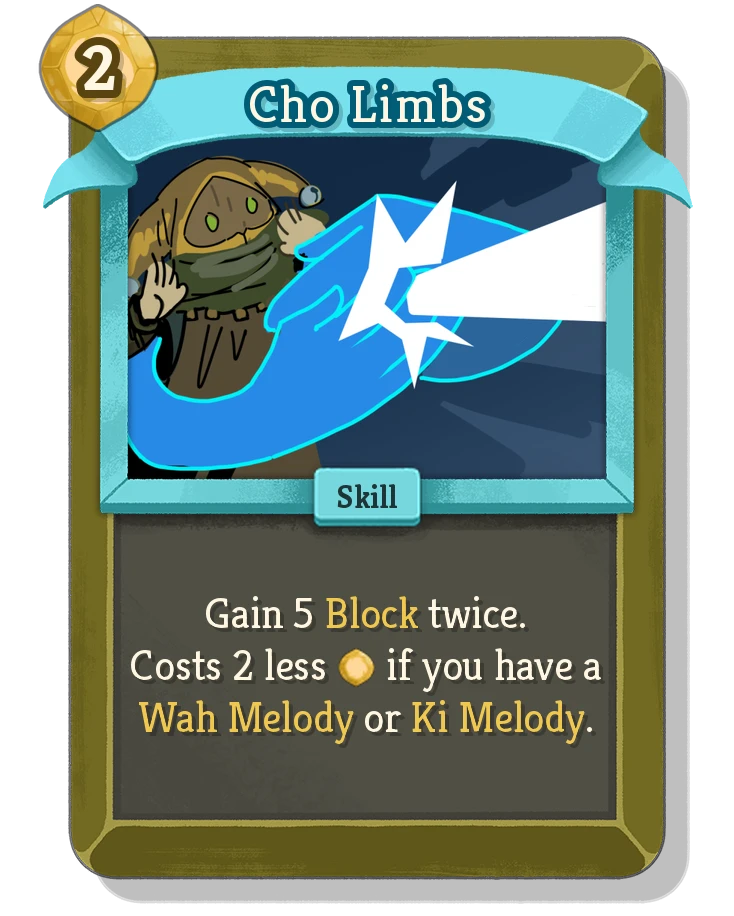 2
Cho Limbs
Skill
Gain 5 Block twice.
Costs 2 less if you have a
Wah Melody or Ki Melody.